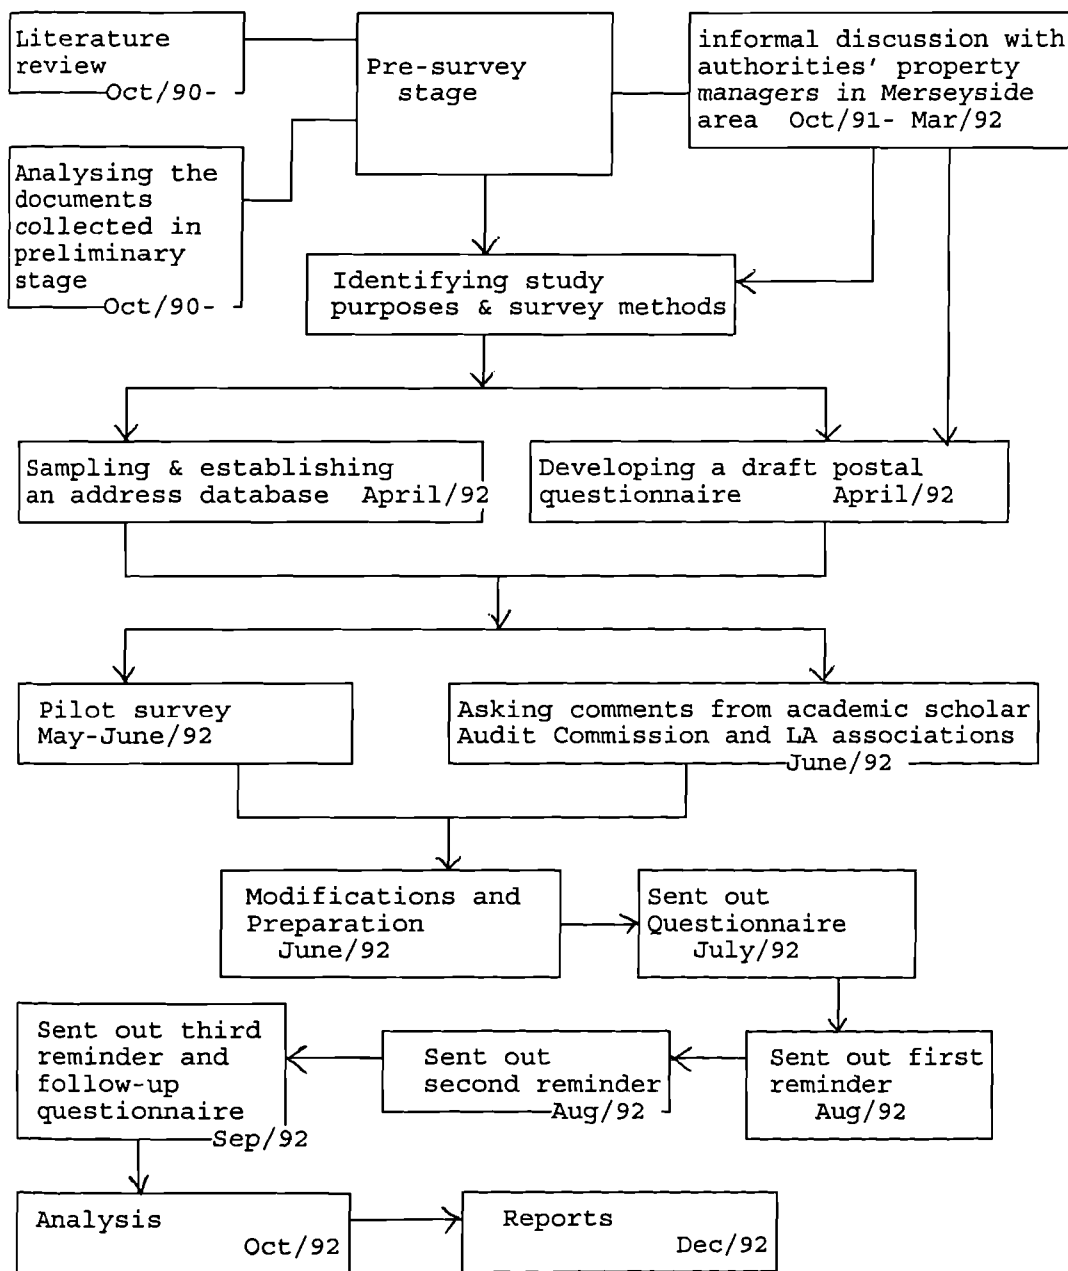 Literature
review
Oct/90-
Pre-survey
stage
informal discussion with
authorities' property
managers in Merseyside
area Oct/91- Mar/92
Analysing the
documents
collected in
preliminary
stage
Oct/90-
Identifying study
purposes & survey methods
Sampling & establishing
an address database April/92
Developing a draft postal
questionnaire April/92
Pilot survey
May-June/92
Asking comments from academic scholar
Audit Commission and LA associations
June/92
Modifications and
Preparation
June/92
Sent out
Questionnaire
July/92
Sent out first
reminder
Aug/92
Sent out
second reminder
Aug/92
Sent out third
reminder and
follow-up
questionnaire
Sep/92
Analysis
Oct/92
Reports
Dec/92